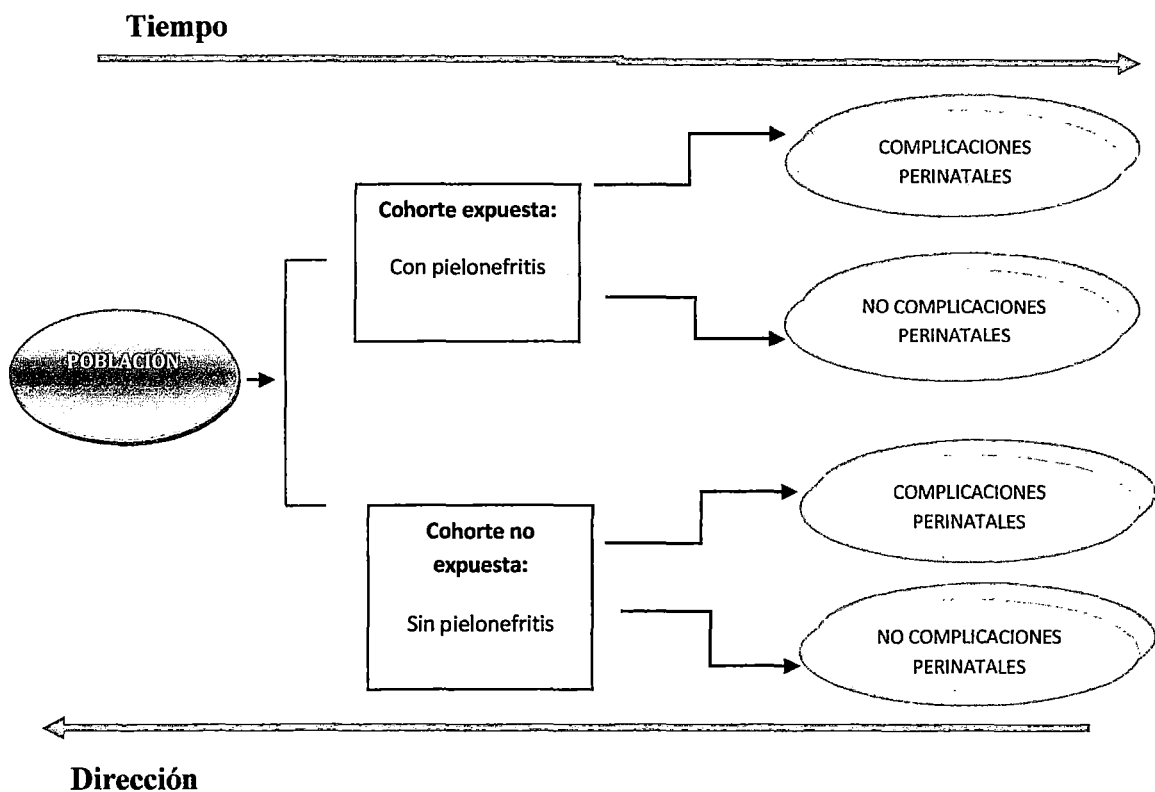 Tiempo
COMPLICACIONES
PERINATALES
Cohorte expuesta:
Con pielonefritis
NO COMPLICACIONES
PERINATALES
POBLACIÓN
COMPLICACIONES
PERINATALES
Cohorte no
expuesta:
Sin pielonefritis
NO COMPLICACIONES
PERINATALES
Dirección